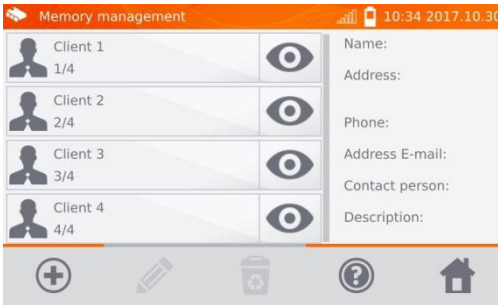 Memory management
10:34 2017.10.30
Client 1
1/4
Client 2
2/4
Client 3
3/4
Client 4
4/4
Name:
Address:
Phone:
Address E-mail:
Contact person:
Description: